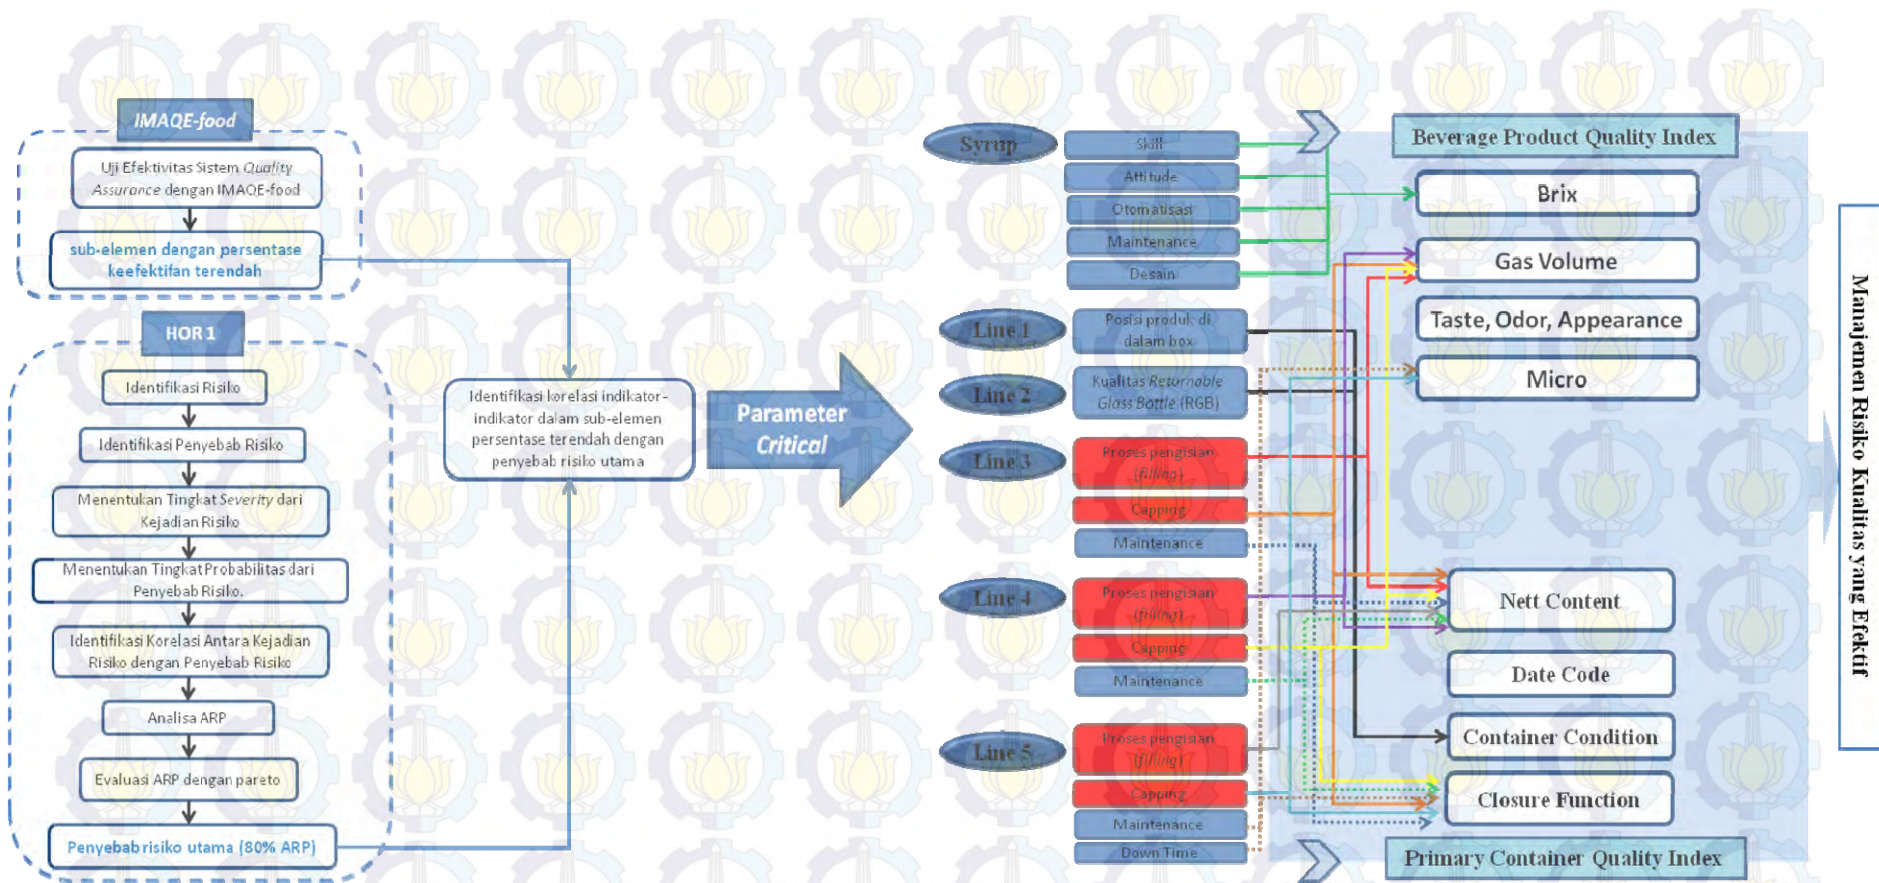 IMAQE-food
Uji Efektivitas Sistem Quality
Assurance dengan IMAQE-food
sub-elemen dengan persentase
keefektifan terendah
HOR 1
Identifikasi Risiko
Identifikasi Penyebab Risiko
Menentukan Tingkat Severity dari
Kejadian Risiko
Menentukan Tingkat Probabilitas dari
Penyebab Risiko.
Identifikasi Korelasi Antara Kejadian
Risiko dengan Penyebab Risiko
Analisa ARP
Evaluasi ARP dengan pareto
Penyebab risiko utama (80% ARP)
Identifikasi korelasi indikator-
indikator dalam sub-elemen
persentase terendah dengan
penyebab risiko utama
Parameter
Critical
Syrup
Skill
Attitude
Otomatisasi
Maintenance
Desain
Line 1
Posisi produk di
dalam box
Line 2
Kualitas Returnable
Glass Bottle (RGB)
Line 3
Proses pengisian
(filling)
Capping
Maintenance
Line 4
Proses pengisian
(filling)
Capping
Maintenance
Line 5
Proses pengisian
(filling)
Capping
Maintenance
Down Time
Beverage Product Quality Index
Brix
Gas Volume
Taste, Odor, Appearance
Micro
Nett Content
Date Code
Container Condition
Closure Function
Primary Container Quality Index
Manajemen Risiko Kualitas yang Efektif